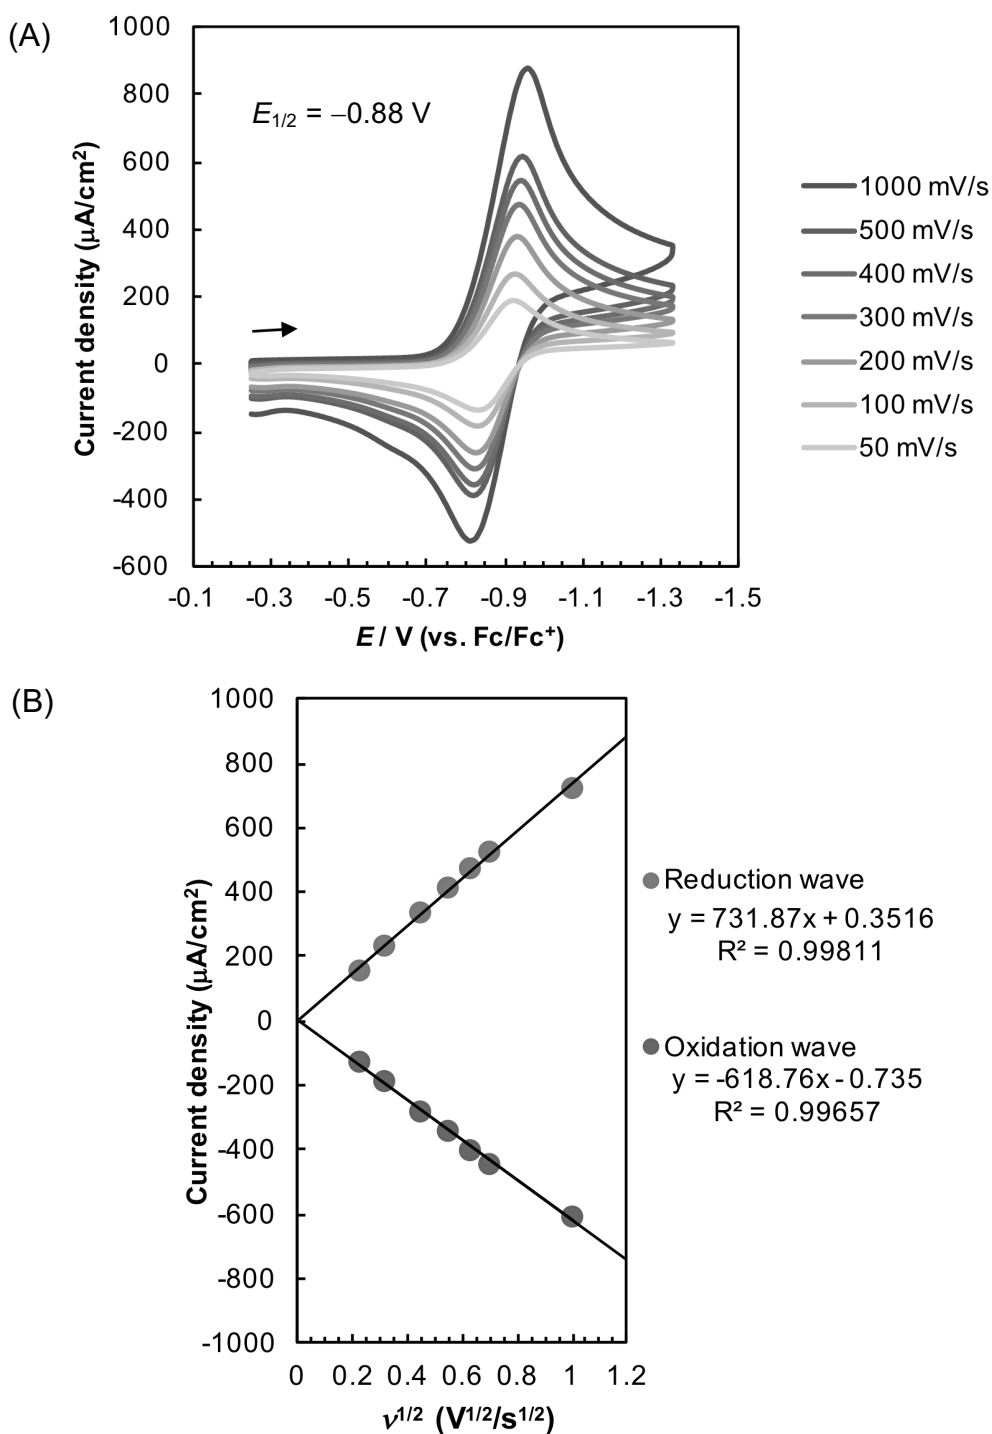 (A)
1000
800
600
400
200
0
-200
-400
-600
Current density (μA/cm²)
E₁/₂ = −0.88 V
-0.1 -0.3 -0.5 -0.7 -0.9 -1.1 -1.3 -1.5
E / V (vs. Fc/Fc⁺)
1000 mV/s
500 mV/s
400 mV/s
300 mV/s
200 mV/s
100 mV/s
50 mV/s
(B)
1000
800
600
400
200
0
-200
-400
-600
-800
-1000
Current density (μA/cm²)
0 0.2 0.4 0.6 0.8 1 1.2
ν¹/² (V¹/²/s¹/²)
Reduction wave
y = 731.87x + 0.3516
R² = 0.99811
Oxidation wave
y = -618.76x - 0.735
R² = 0.99657